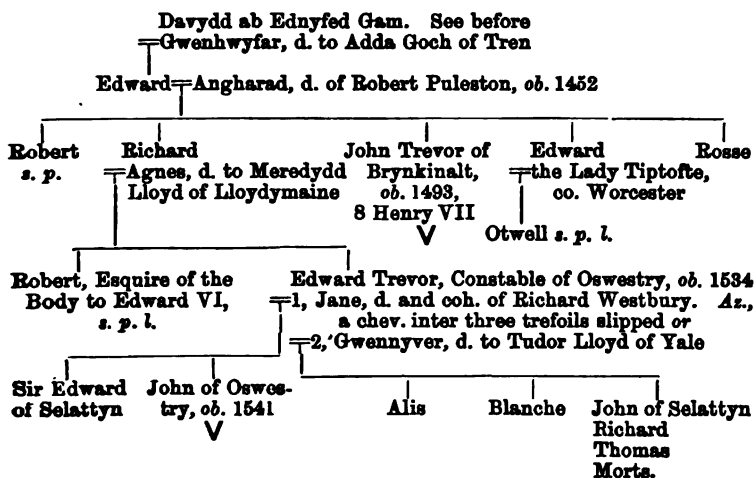 Davydd ab Ednyfed Gam. See before
Gwenhwyfar, d. to Adda Goch of Tren
Edward Angharad, d. of Robert Puleston, ob. 1452
Robert Richard John Trevor of Edward Rosse
s. p. Agnes, d. to Meredydd Brynkinalt, the Lady Tiptofte,
Lloyd of Lloydymaine ob. 1493, co. Worcester
8 Henry VII
Otwell s. p. l.
Robert, Esquire of the Edward Trevor, Constable of Oswestry, ob. 1534
Body to Edward VI, 1, Jane, d. and coh. of Richard Westbury. Az.,
s. p. l. a chev. inter three trefoils slipped or
2, Gwennyver, d. to Tudor Lloyd of Yale
Sir Edward John of Oswes-
of Selattyn try, ob. 1541 Alis Blanche John of Selattyn
Richard
Thomas
Morts.